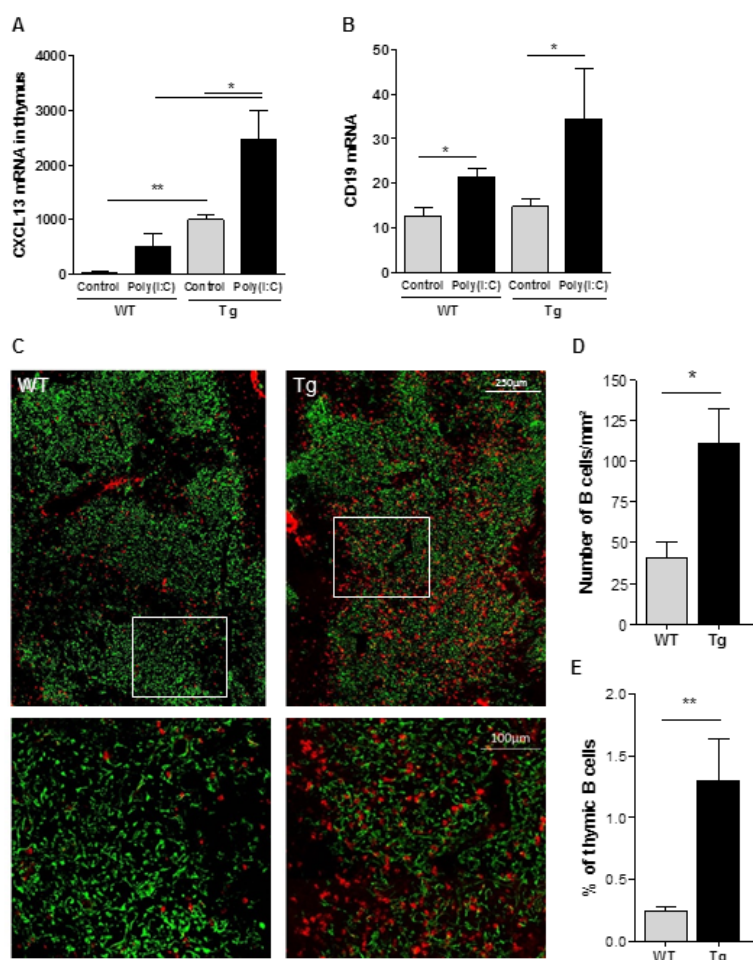 A
CXCL13 mRNA in thymus
4000
3000
2000
1000
0
*
**
Control Poly(I:C) Control Poly(I:C)
WT Tg
B
CD19 mRNA
50
40
30
20
10
0
*
*
Control Poly(I:C) Control Poly(I:C)
WT Tg
C
WT
Tg
250µm
100µm
D
Number of B cells/mm²
150
125
100
75
50
25
0
*
WT Tg
E
% of thymic B cells
2.0
1.5
1.0
0.5
0.0
**
WT Tg